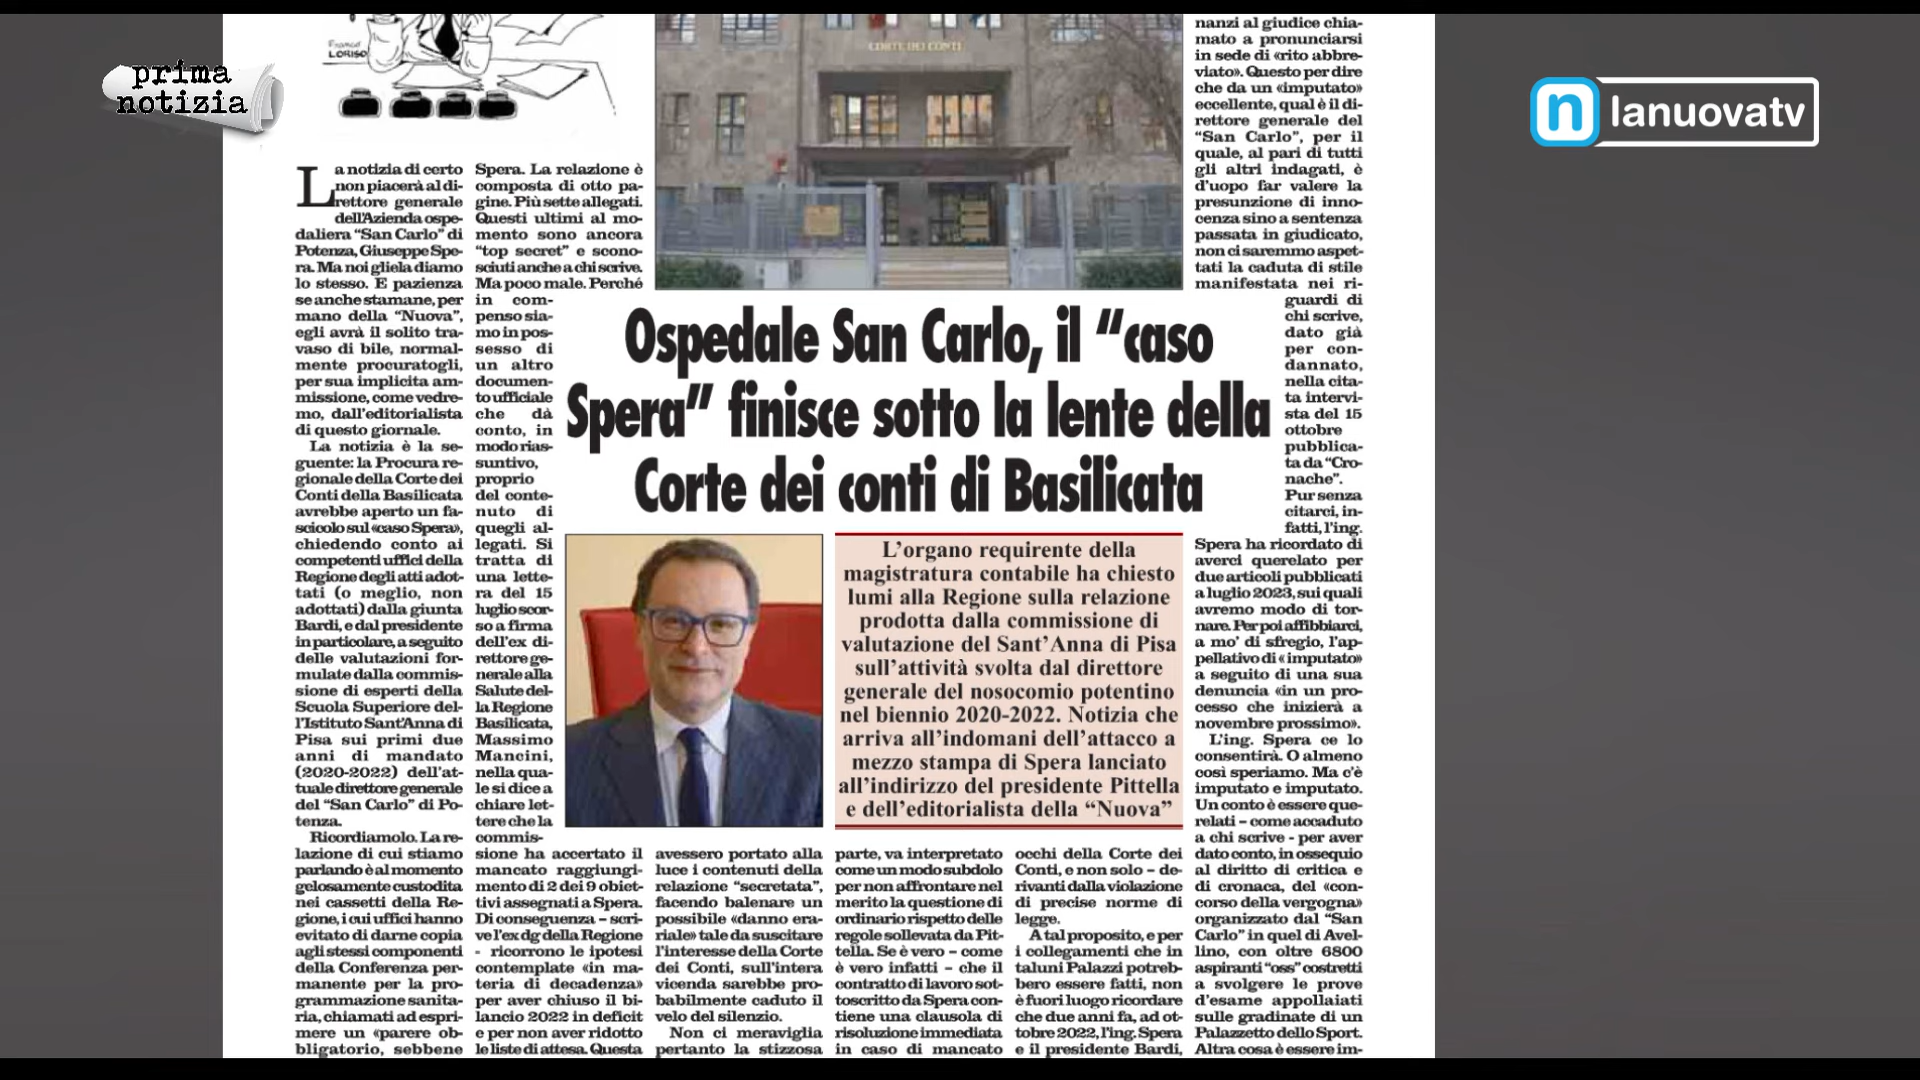 prima
notizia
n lanuovatv
Franco
LORISO
CORTE DEI CONTI
Ospedale San Carlo, il “caso
Spera” finisce sotto la lente della
Corte dei conti di Basilicata
L’organo requirente della
magistratura contabile ha chiesto
lumi alla Regione sulla relazione
prodotta dalla commissione di
valutazione del Sant’Anna di Pisa
sull’attività svolta dal direttore
generale del nosocomio potentino
nel biennio 2020-2022. Notizia che
arriva all’indomani dell’attacco a
mezzo stampa di Spera lanciato
all’indirizzo del presidente Pittella
e dell’editorialista della “Nuova”
La notizia di certo
non piacerà al di-
rettore generale
dell’Azienda ospe-
daliera “San Carlo” di
Potenza, Giuseppe Spe-
ra. Ma noi gliela diamo
lo stesso. E pazienza
se anche stamane, per
mano della “Nuova”,
egli avrà il solito tra-
vaso di bile, normal-
mente procuratogli,
per sua implicita am-
missione, come vedre-
mo, dall’editorialista
di questo giornale.
La notizia è la se-
guente: la Procura re-
gionale della Corte dei
Conti della Basilicata
avrebbe aperto un fa-
scicolo sul «caso Spera»,
chiedendo conto ai
competenti uffici della
Regione degli atti adot-
tati (o meglio, non
adottati) dalla giunta
Bardi, e dal presidente
in particolare, a seguito
delle valutazioni for-
mulate dalla commis-
sione di esperti della
Scuola Superiore del-
l’Istituto Sant’Anna di
Pisa sui primi due
anni di mandato
(2020-2022) dell’at-
tuale direttore generale
del “San Carlo” di Po-
tenza.
Ricordiamolo. La re-
lazione di cui stiamo
parlando è al momento
gelosamente custodita
nei cassetti della Re-
gione, i cui uffici hanno
evitato di darne copia
agli stessi componenti
della Conferenza per-
manente per la pro-
grammazione sanita-
ria, chiamati ad espri-
mere un «parere ob-
bligatorio, sebbene
Spera. La relazione è
composta di otto pa-
gine. Più sette allegati.
Questi ultimi al mo-
mento sono ancora
“top secret” e scono-
sciuti anche a chi scrive.
Ma poco male. Perché
in com-
penso sia-
mo in pos-
sesso di
un altro
documen-
to ufficiale
che dà
conto, in
modo rias-
suntivo,
proprio
del conte-
nuto di
quegli al-
legati. Si
tratta di
una lette-
ra del 15
luglio scor-
so a firma
dell’ex di-
rettore ge-
nerale alla
Salute del-
la Regione
Basilicata,
Massimo
Mancini,
nella qua-
le si dice a
chiare let-
tere che la
commis-
sione ha accertato il
mancato raggiungi-
mento di 2 dei 9 obiet-
tivi assegnati a Spera.
Di conseguenza – scri-
ve l’ex dg della Regione
- ricorrono le ipotesi
contemplate «in ma-
teria di decadenza»
per aver chiuso il bi-
lancio 2022 in deficit
e per non aver ridotto
le liste di attesa. Questa
avessero portato alla
luce i contenuti della
relazione “secretata”,
facendo balenare un
possibile «danno era-
riale» tale da suscitare
l’interesse della Corte
dei Conti, sull’intera
vicenda sarebbe pro-
babilmente caduto il
velo del silenzio.
Non ci meraviglia
pertanto la stizzosa
parte, va interpretato
come un modo subdolo
per non affrontare nel
merito la questione di
ordinario rispetto delle
regole sollevata da Pit-
tella. Se è vero – come
è vero infatti – che il
contratto di lavoro sot-
toscritto da Spera con-
tiene una clausola di
risoluzione immediata
in caso di mancato
occhi della Corte dei
Conti, e non solo – de-
rivanti dalla violazione
di precise norme di
legge.
A tal proposito, e per
i collegamenti che in
taluni Palazzi potreb-
bero essere fatti, non
è fuori luogo ricordare
che due anni fa, ad ot-
tobre 2022, l’ing. Spera
e il presidente Bardi,
nanzi al giudice chia-
mato a pronunciarsi
in sede di «rito abbre-
viato». Questo per dire
che da un «imputato»
eccellente, qual è il di-
rettore generale del
“San Carlo”, per il
quale, al pari di tutti
gli altri indagati, è
d’uopo far valere la
presunzione di inno-
cenza sino a sentenza
passata in giudicato,
non ci saremmo aspet-
tati la caduta di stile
manifestata nei ri-
guardi di
chi scrive,
dato già
per con-
dannato,
nella cita-
ta intervi-
sta del 15
ottobre
pubblica-
ta da “Cro-
nache”.
Pur senza
citarci, in-
fatti, l’ing.
Spera ha ricordato di
averci querelato per
due articoli pubblicati
a luglio 2023, sui quali
avremo modo di tor-
nare. Per poi affibbiarci,
a mo’ di sfregio, l’ap-
pellativo di «imputato»
a seguito di una sua
denuncia «in un pro-
cesso che inizierà a
novembre prossimo».
L’ing. Spera ce lo
consentirà. O almeno
così speriamo. Ma c’è
imputato e imputato.
Un conto è essere que-
relati – come accaduto
a chi scrive - per aver
dato conto, in ossequio
al diritto di critica e
di cronaca, del «con-
corso della vergogna»
organizzato dal “San
Carlo” in quel di Avel-
lino, con oltre 6800
aspiranti “oss” costretti
a svolgere le prove
d’esame appollaiati
sulle gradinate di un
Palazzetto dello Sport.
Altra cosa è essere im-